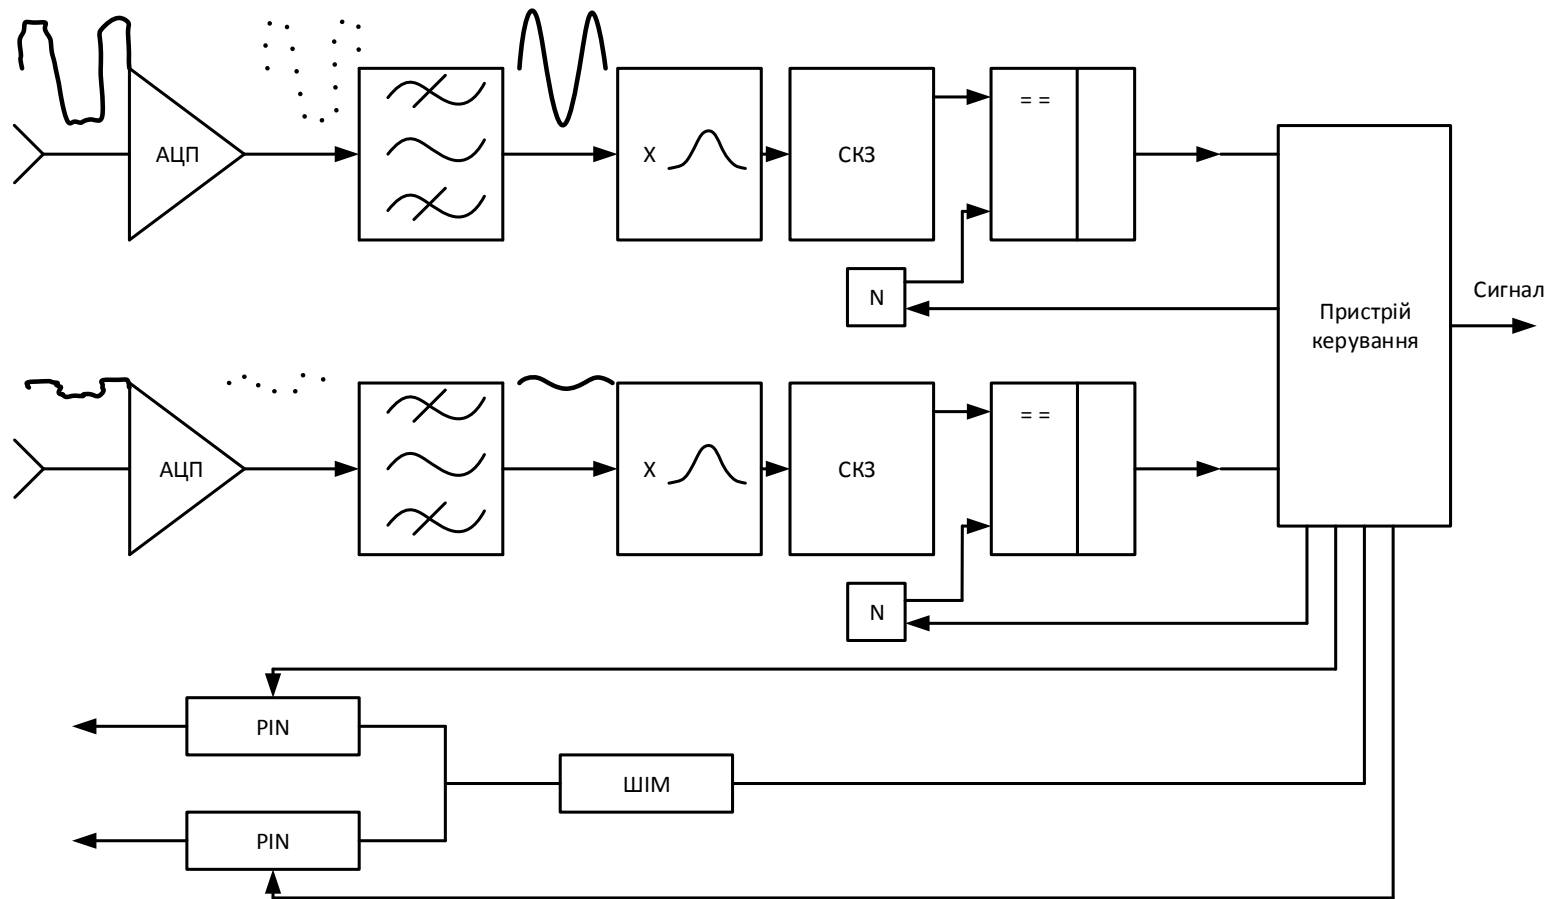 АЦП
X
СКЗ
= =
N
Сигнал
Пристрій
керування
АЦП
X
СКЗ
= =
N
PIN
ШІМ
PIN